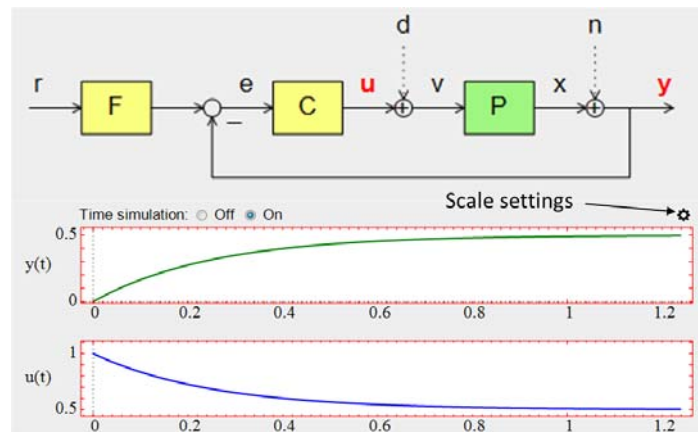 d n
r F e C u + v P x + y
−
Scale settings
Time simulation: Off On
0.5
y(t)
0
0 0.2 0.4 0.6 0.8 1 1.2
1
u(t)
0.5
0 0.2 0.4 0.6 0.8 1 1.2